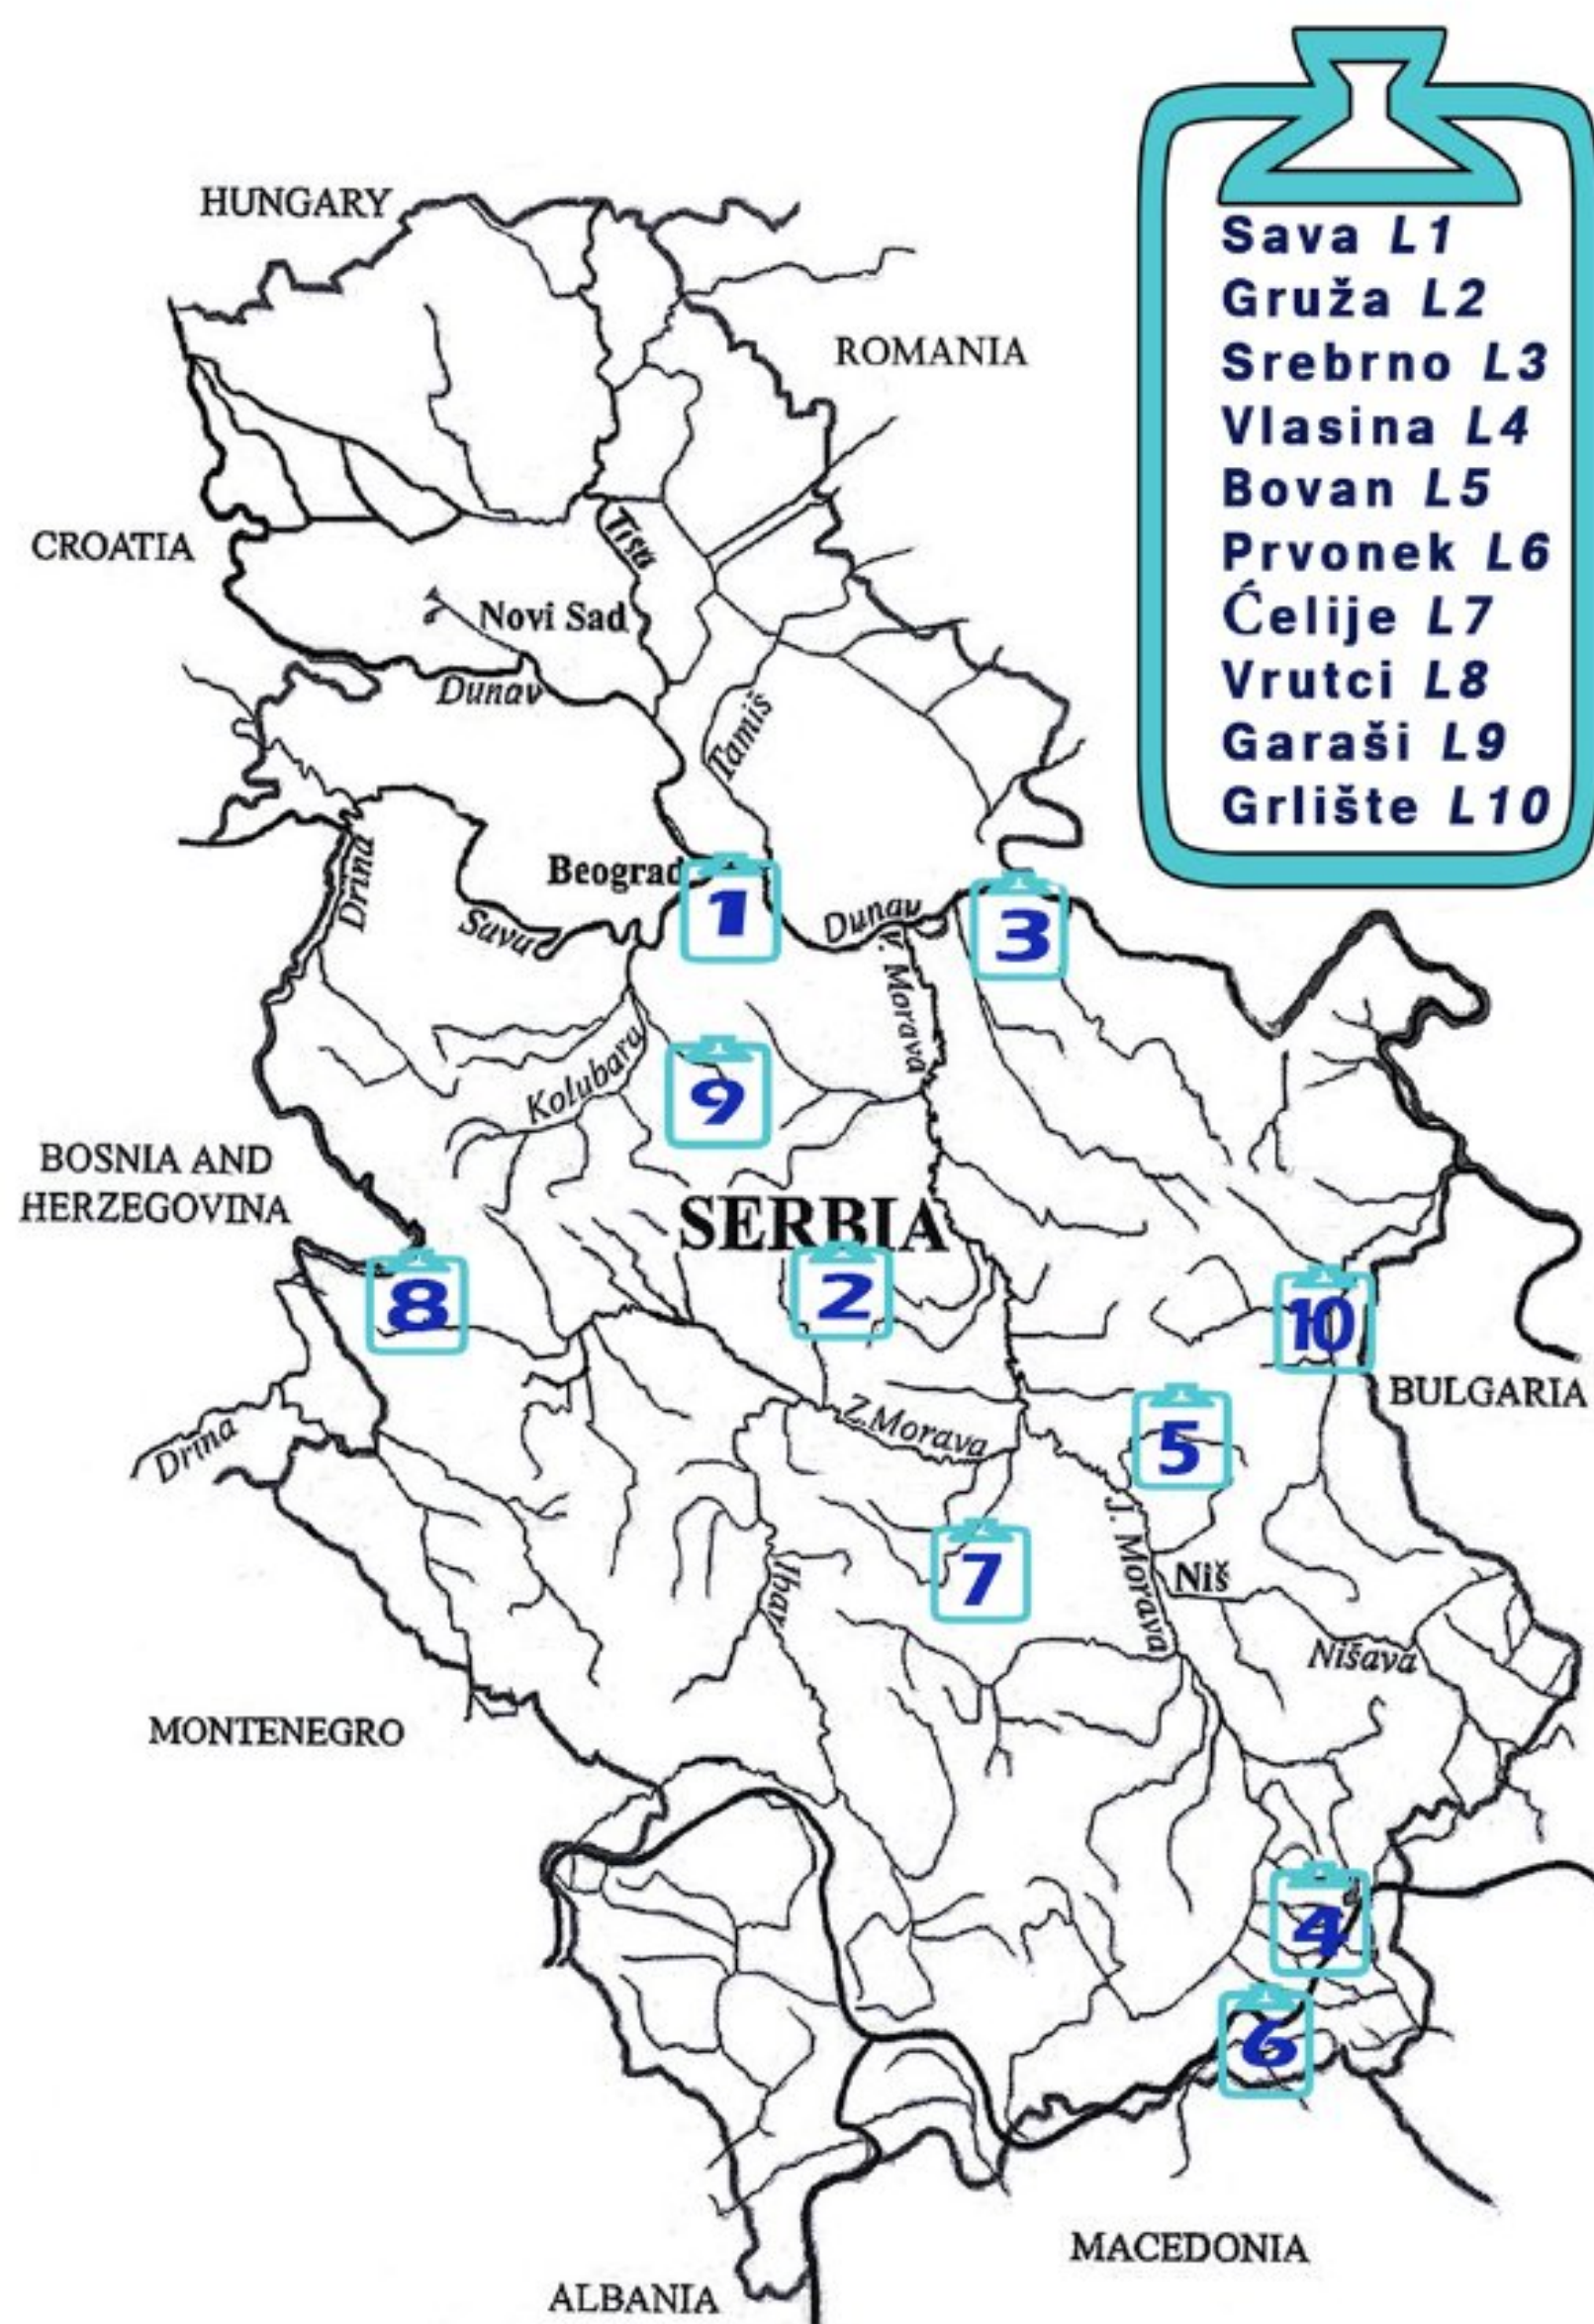 Sava L1
Gruža L2
Srebrno L3
Vlasina L4
Bovan L5
Prvonek L6
Ćelije L7
Vrutci L8
Garaši L9
Grlište L10
HUNGARY
ROMANIA
CROATIA
Tisa
Novi Sad
Dunav
Tamiš
Drina
Beograd
1
Sava
Dunav
3
V. Morava
Kolubara
9
BOSNIA AND
HERZEGOVINA
SERBIA
8
2
10
BULGARIA
Drina
Z.Morava
5
J. Morava
7
Niš
Ibar
Nišava
MONTENEGRO
4
6
MACEDONIA
ALBANIA